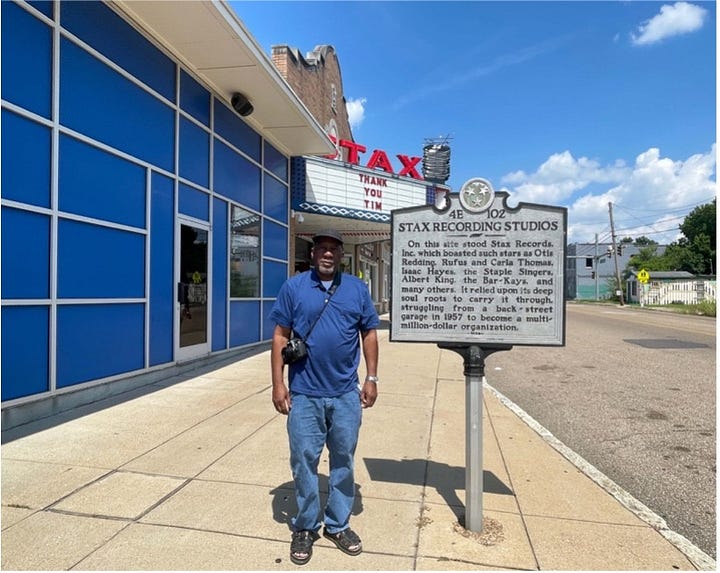 STAX
THANK
YOU
TIM
4E 102
STAX RECORDING STUDIOS
On this site stood Stax Records,
Inc. which boasted such stars as Otis
Redding, Rufus and Carla Thomas,
Isaac Hayes, the Staple Singers,
Albert King, the Bar-Kays, and
many others. It relied upon its deep
soul roots to carry it through,
struggling from a back-street
garage in 1957 to become a multi-
million-dollar organization.